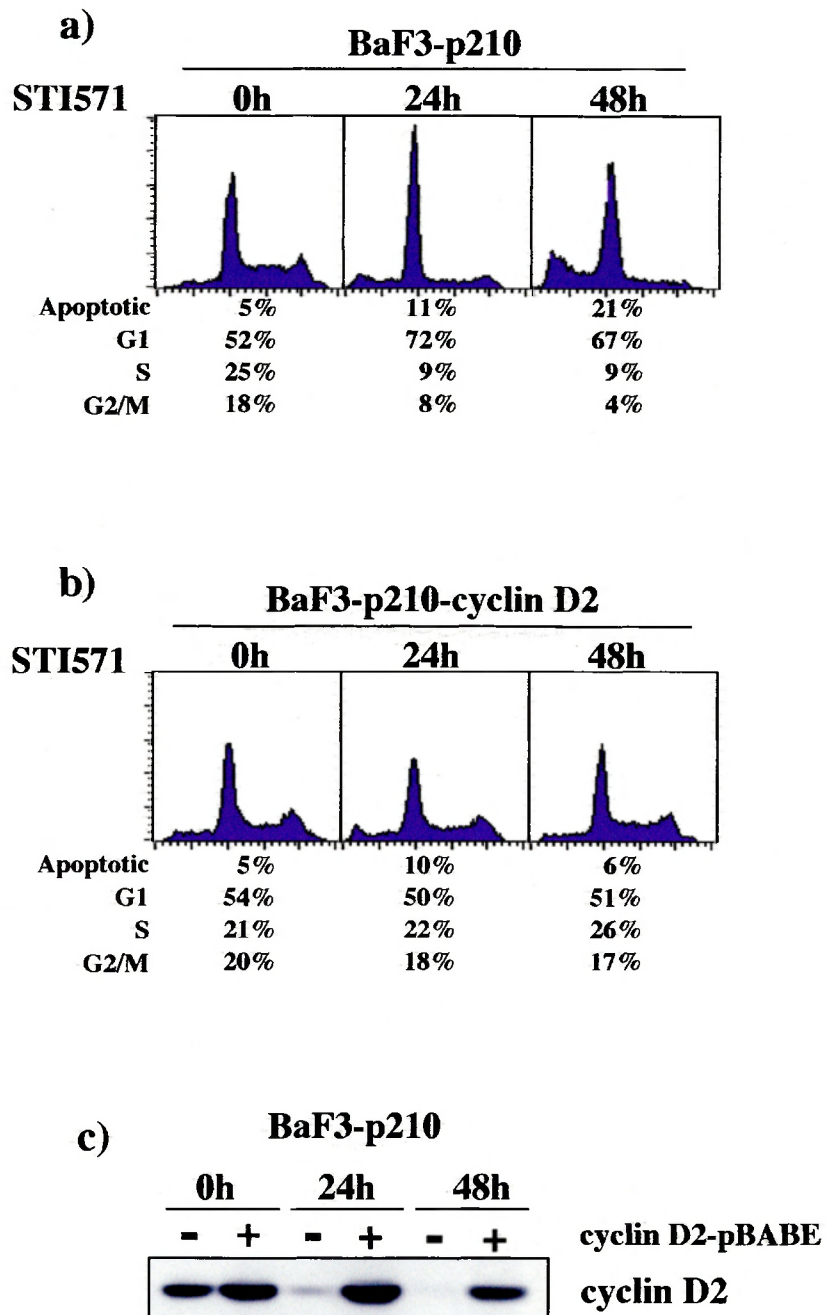 a)
BaF3-p210
STI571 0h 24h 48h
Apoptotic 5% 11% 21%
G1 52% 72% 67%
S 25% 9% 9%
G2/M 18% 8% 4%
b)
BaF3-p210-cyclin D2
STI571 0h 24h 48h
Apoptotic 5% 10% 6%
G1 54% 50% 51%
S 21% 22% 26%
G2/M 20% 18% 17%
c)
BaF3-p210
0h 24h 48h
- + - + - + cyclin D2-pBABE
cyclin D2